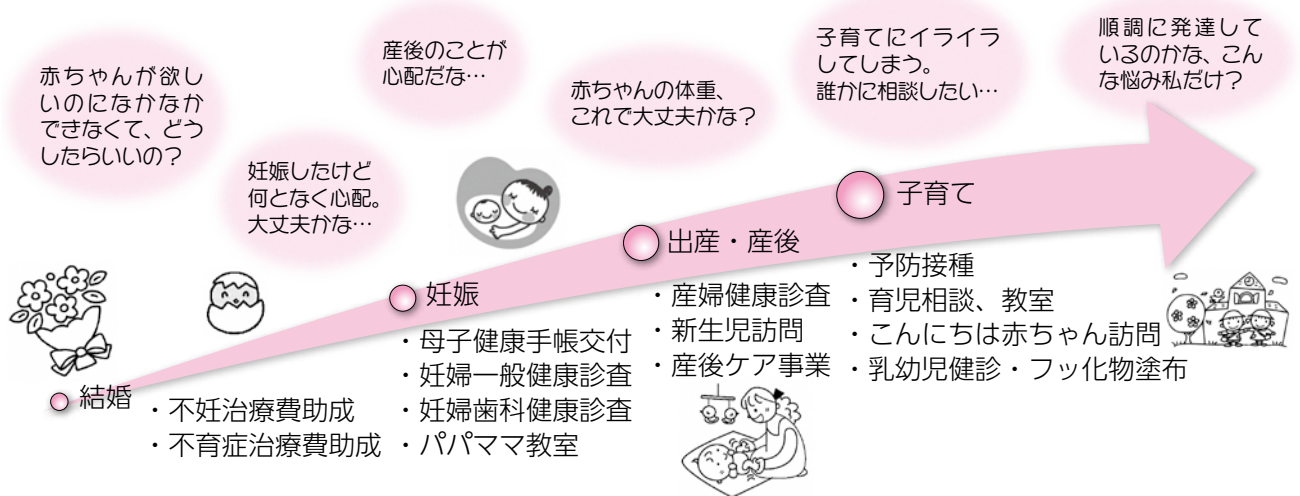 赤ちゃんが欲し
いのになかなか
できなくて、どう
したらいいの？
妊娠したけど
何となく心配。
大丈夫かな…
産後のことが
心配だな…
赤ちゃんの体重、
これで大丈夫かな？
子育てにイライラ
してしまう。
誰かに相談したい…
順調に発達して
いるのかな、こん
な悩み私だけ？
結婚
・不妊治療費助成
・不育症治療費助成
妊娠
・母子健康手帳交付
・妊婦一般健康診査
・妊婦歯科健康診査
・パパママ教室
出産・産後
・産婦健康診査
・新生児訪問
・産後ケア事業
子育て
・予防接種
・育児相談、教室
・こんにちは赤ちゃん訪問
・乳幼児健診・フッ化物塗布